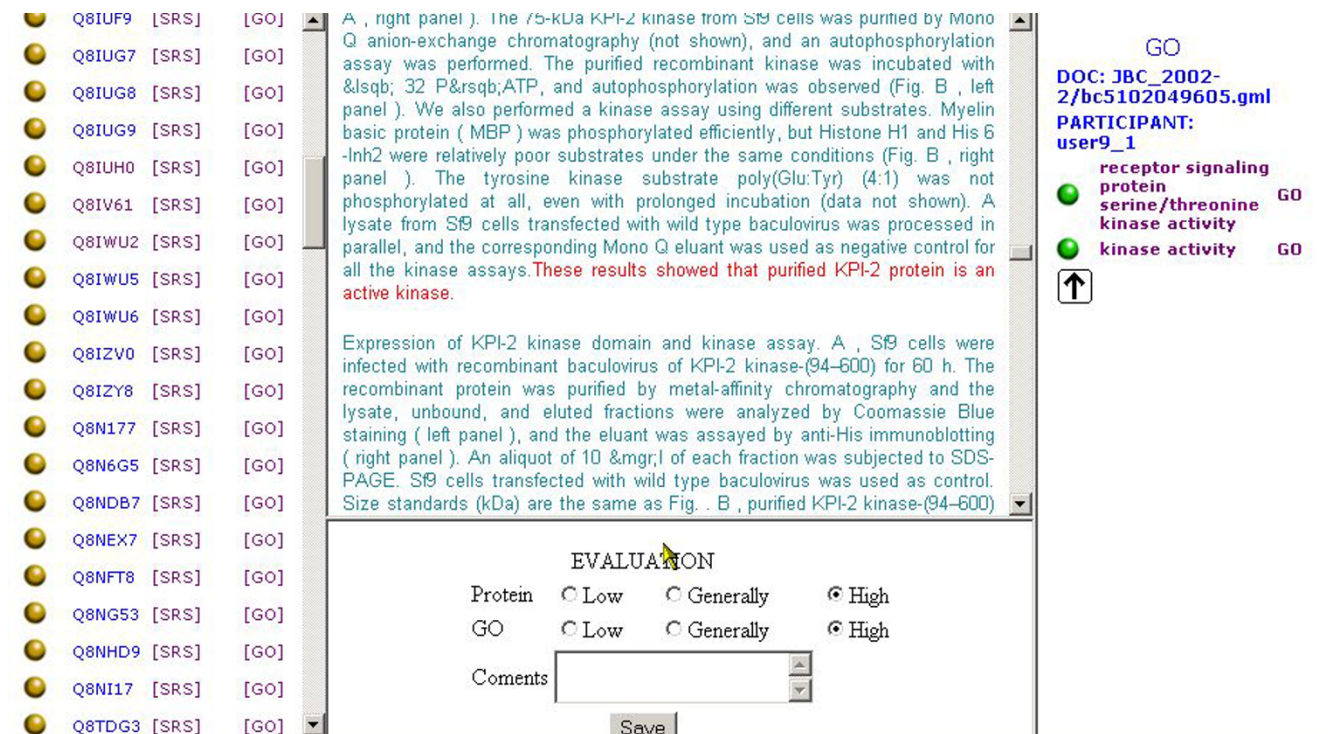 Q8IUF9 [SRS] [GO]
Q8IUG7 [SRS] [GO]
Q8IUG8 [SRS] [GO]
Q8IUG9 [SRS] [GO]
Q8IUH0 [SRS] [GO]
Q8IV61 [SRS] [GO]
Q8IWU2 [SRS] [GO]
Q8IWU5 [SRS] [GO]
Q8IWU6 [SRS] [GO]
Q8IZV0 [SRS] [GO]
Q8IZY8 [SRS] [GO]
Q8N177 [SRS] [GO]
Q8N6G5 [SRS] [GO]
Q8NDB7 [SRS] [GO]
Q8NEX7 [SRS] [GO]
Q8NFT8 [SRS] [GO]
Q8NG53 [SRS] [GO]
Q8NHD9 [SRS] [GO]
Q8NI17 [SRS] [GO]
Q8TDG3 [SRS] [GO]
A , right panel ). The 75-kDa KPI-2 kinase from Sf9 cells was purified by Mono
Q anion-exchange chromatography (not shown), and an autophosphorylation
assay was performed. The purified recombinant kinase was incubated with
&lsqb; 32 P&rsqb;ATP, and autophosphorylation was observed (Fig. B , left
panel ). We also performed a kinase assay using different substrates. Myelin
basic protein ( MBP ) was phosphorylated efficiently, but Histone H1 and His 6
-Inh2 were relatively poor substrates under the same conditions (Fig. B , right
panel ). The tyrosine kinase substrate poly(Glu:Tyr) (4:1) was not
phosphorylated at all, even with prolonged incubation (data not shown). A
lysate from Sf9 cells transfected with wild type baculovirus was processed in
parallel, and the corresponding Mono Q eluant was used as negative control for
all the kinase assays.These results showed that purified KPI-2 protein is an
active kinase.
Expression of KPI-2 kinase domain and kinase assay. A , Sf9 cells were
infected with recombinant baculovirus of KPI-2 kinase-(94–600) for 60 h. The
recombinant protein was purified by metal-affinity chromatography and the
lysate, unbound, and eluted fractions were analyzed by Coomassie Blue
staining ( left panel ), and the eluant was assayed by anti-His immunoblotting
( right panel ). An aliquot of 10 &mgr;l of each fraction was subjected to SDS-
PAGE. Sf9 cells transfected with wild type baculovirus was used as control.
Size standards (kDa) are the same as Fig. . B , purified KPI-2 kinase-(94–600)
EVALUATION
Protein Low Generally High
GO Low Generally High
Coments
Save
GO
DOC: JBC_2002-
2/bc5102049605.gml
PARTICIPANT:
user9_1
receptor signaling
protein
serine/threonine GO
kinase activity
kinase activity GO